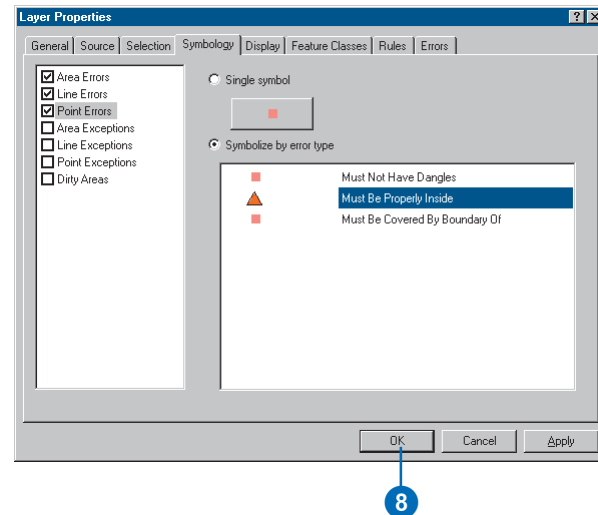 Layer Properties
General Source Selection Symbology Display Feature Classes Rules Errors
Area Errors
Line Errors
Point Errors
Area Exceptions
Line Exceptions
Point Exceptions
Dirty Areas
Single symbol
Symbolize by error type
Must Not Have Dangles
Must Be Properly Inside
Must Be Covered By Boundary Of
OK Cancel Apply
8